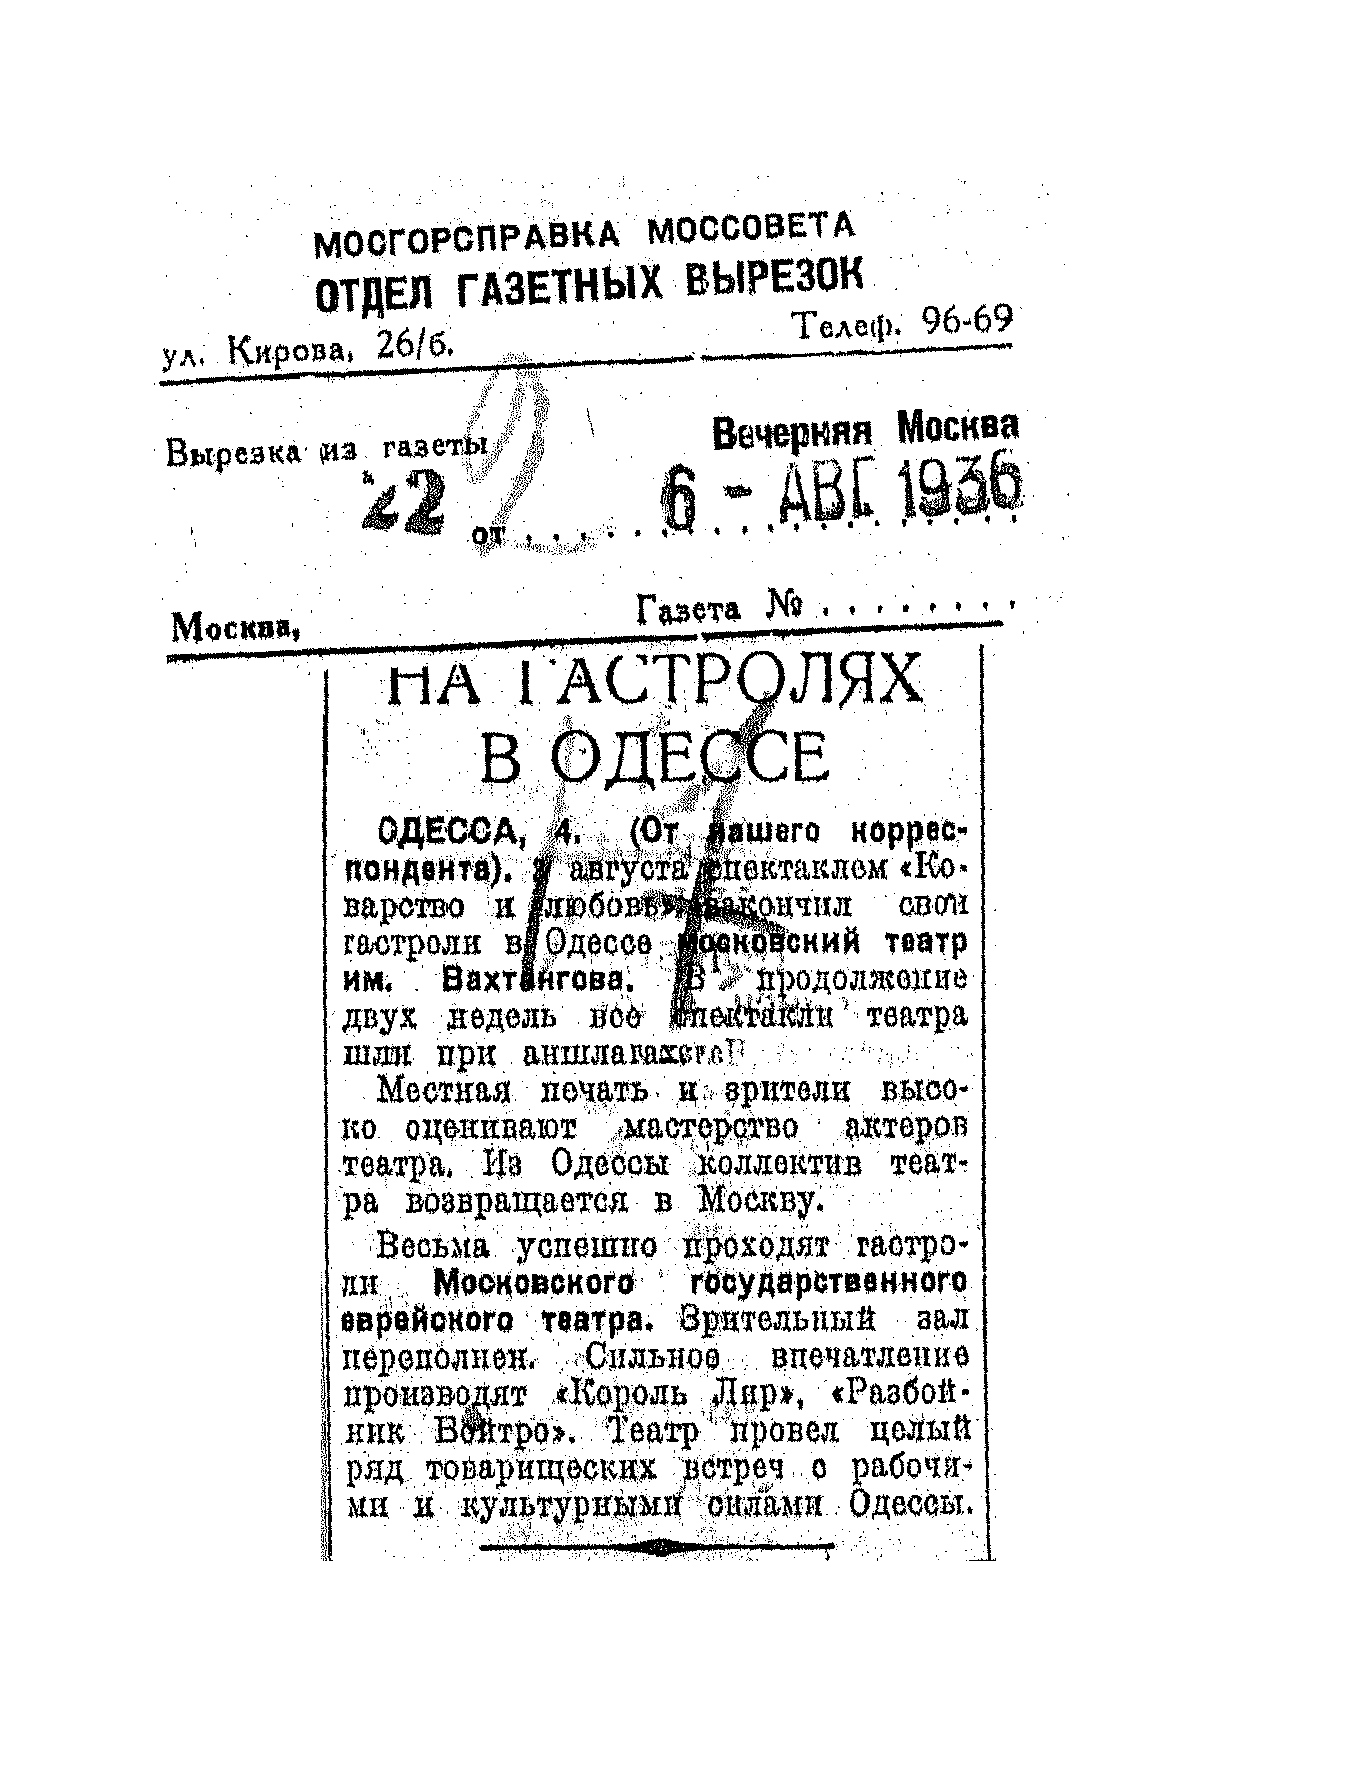 МОСГОРСПРАВКА МОССОВЕТА
ОТДЕЛ ГАЗЕТНЫХ ВЫРЕЗОК
ул. Кирова, 26/б. Телеф. 96-69
Вырезка из газеты Вечерняя Москва
22 от . . . . 6 - АВГ 1936
Москва, Газета № . . . . . . . .
НА ГАСТРОЛЯХ
В ОДЕССЕ
ОДЕССА, 4. (От нашего коррес-
пондента). августа спектаклем «Ко-
варство и любовь» закончил свои
гастроли в Одессе московский театр
им. Вахтангова. В продолжение
двух недель все спектакли театра
шли при аншлагах.
Местная печать и зрители высо-
ко оценивают мастерство актеров
театра. Из Одессы коллектив теат-
ра возвращается в Москву.
Весьма успешно проходят гастро-
ли Московского государственного
еврейского театра. Зрительный зал
переполнен. Сильное впечатление
производят «Король Лир», «Разбой-
ник Бойтро». Театр провел целый
ряд товарищеских встреч с рабочи-
ми и культурными силами Одессы.